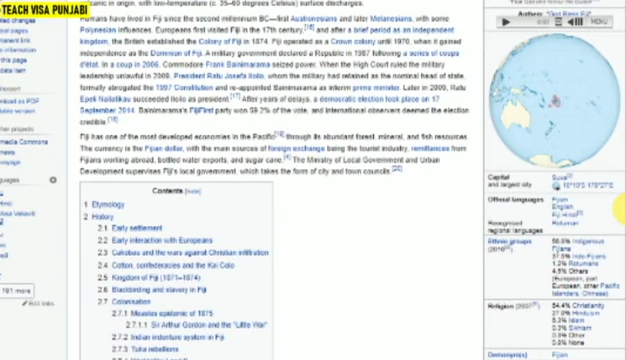 TEACH VISA PUNJABI
Humans have lived in Fiji since the second millennium BC—first Austronesians and later Melanesians, with some
Polynesian influences. Europeans first visited Fiji in the 17th century, and after a brief period as an independent
kingdom, the British established the Colony of Fiji in 1874. Fiji operated as a Crown colony until 1970, when it gained
independence as the Dominion of Fiji. A military government declared a Republic in 1987 following a series of coups
d'état. In a coup in 2006, Commodore Frank Bainimarama seized power. When the High Court ruled the military
leadership unlawful in 2009, President Ratu Josefa Iloilo, whom the military had retained as the nominal head of state,
formally abrogated the 1997 Constitution and re-appointed Bainimarama as interim prime minister. Later in 2009, Ratu
Epeli Nailatikau succeeded Iloilo as president. After years of delays, a democratic election took place on 17
September 2014. Bainimarama's FijiFirst party won 59.2% of the vote, and international observers deemed the election
credible.
Fiji has one of the most developed economies in the Pacific through its abundant forest, mineral, and fish resources
The currency is the Fijian dollar, with the main sources of foreign exchange being the tourist industry, remittances from
Fijians working abroad, bottled water exports, and sugar cane. The Ministry of Local Government and Urban
Development supervises Fiji's local government, which takes the form of city and town councils.
Contents [hide]
1 Etymology
2 History
2.1 Early settlement
2.2 Early interaction with Europeans
2.3 Cakobau and the wars against Christian infiltration
2.4 Cotton, confederacies and the Kai Colo
2.5 Kingdom of Fiji (1871–1874)
2.6 Blackbirding and slavery in Fiji
2.7 Colonisation
2.7.1 Measles epidemic of 1875
2.7.1.1 Sir Arthur Gordon and the "Little War"
2.7.2 Indian indenture system in Fiji
2.7.3 Tuka rebellions
MENU
Capital
and largest city
Suva
Official languages
Fijian
English
Fiji Hindi
Recognised
regional languages
Rotuman
Ethnic groups
56.8% Indigenous
Fijians
37.5% Indo-Fijians
1.2% Rotumans
4.5% Others
(European, part
European, other Pacific
Islanders, Chinese)
Religion
64.4% Christianity
27.9% Hinduism
6.3% Islam
0.3% Sikhism
Demonym(s)
Fijian
Edit links